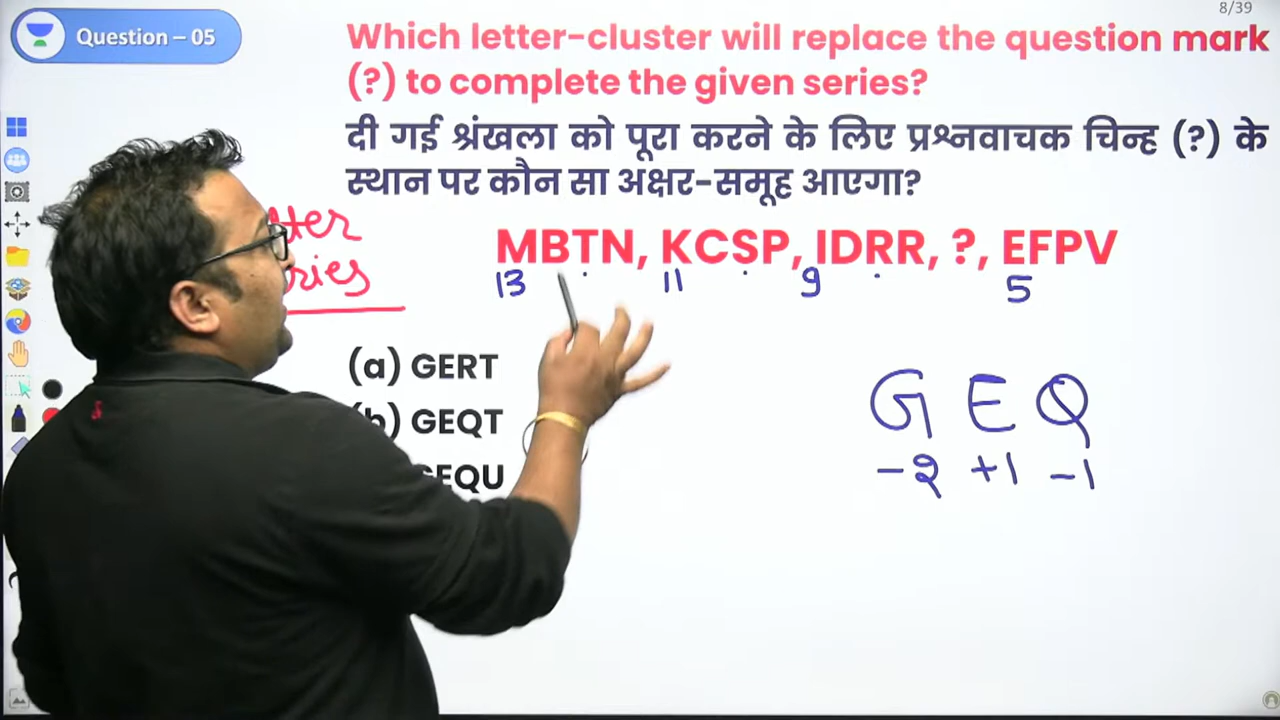 8/39
Question – 05
Which letter-cluster will replace the question mark
(?) to complete the given series?
दी गई श्रंखला को पूरा करने के लिए प्रश्नवाचक चिन्ह (?) के
स्थान पर कौन सा अक्षर-समूह आएगा?
MBTN, KCSP, IDRR, ?, EFPV
13 11 9 5
(a) GERT
GEQT
GEQU
G E Q
-2 +1 -1